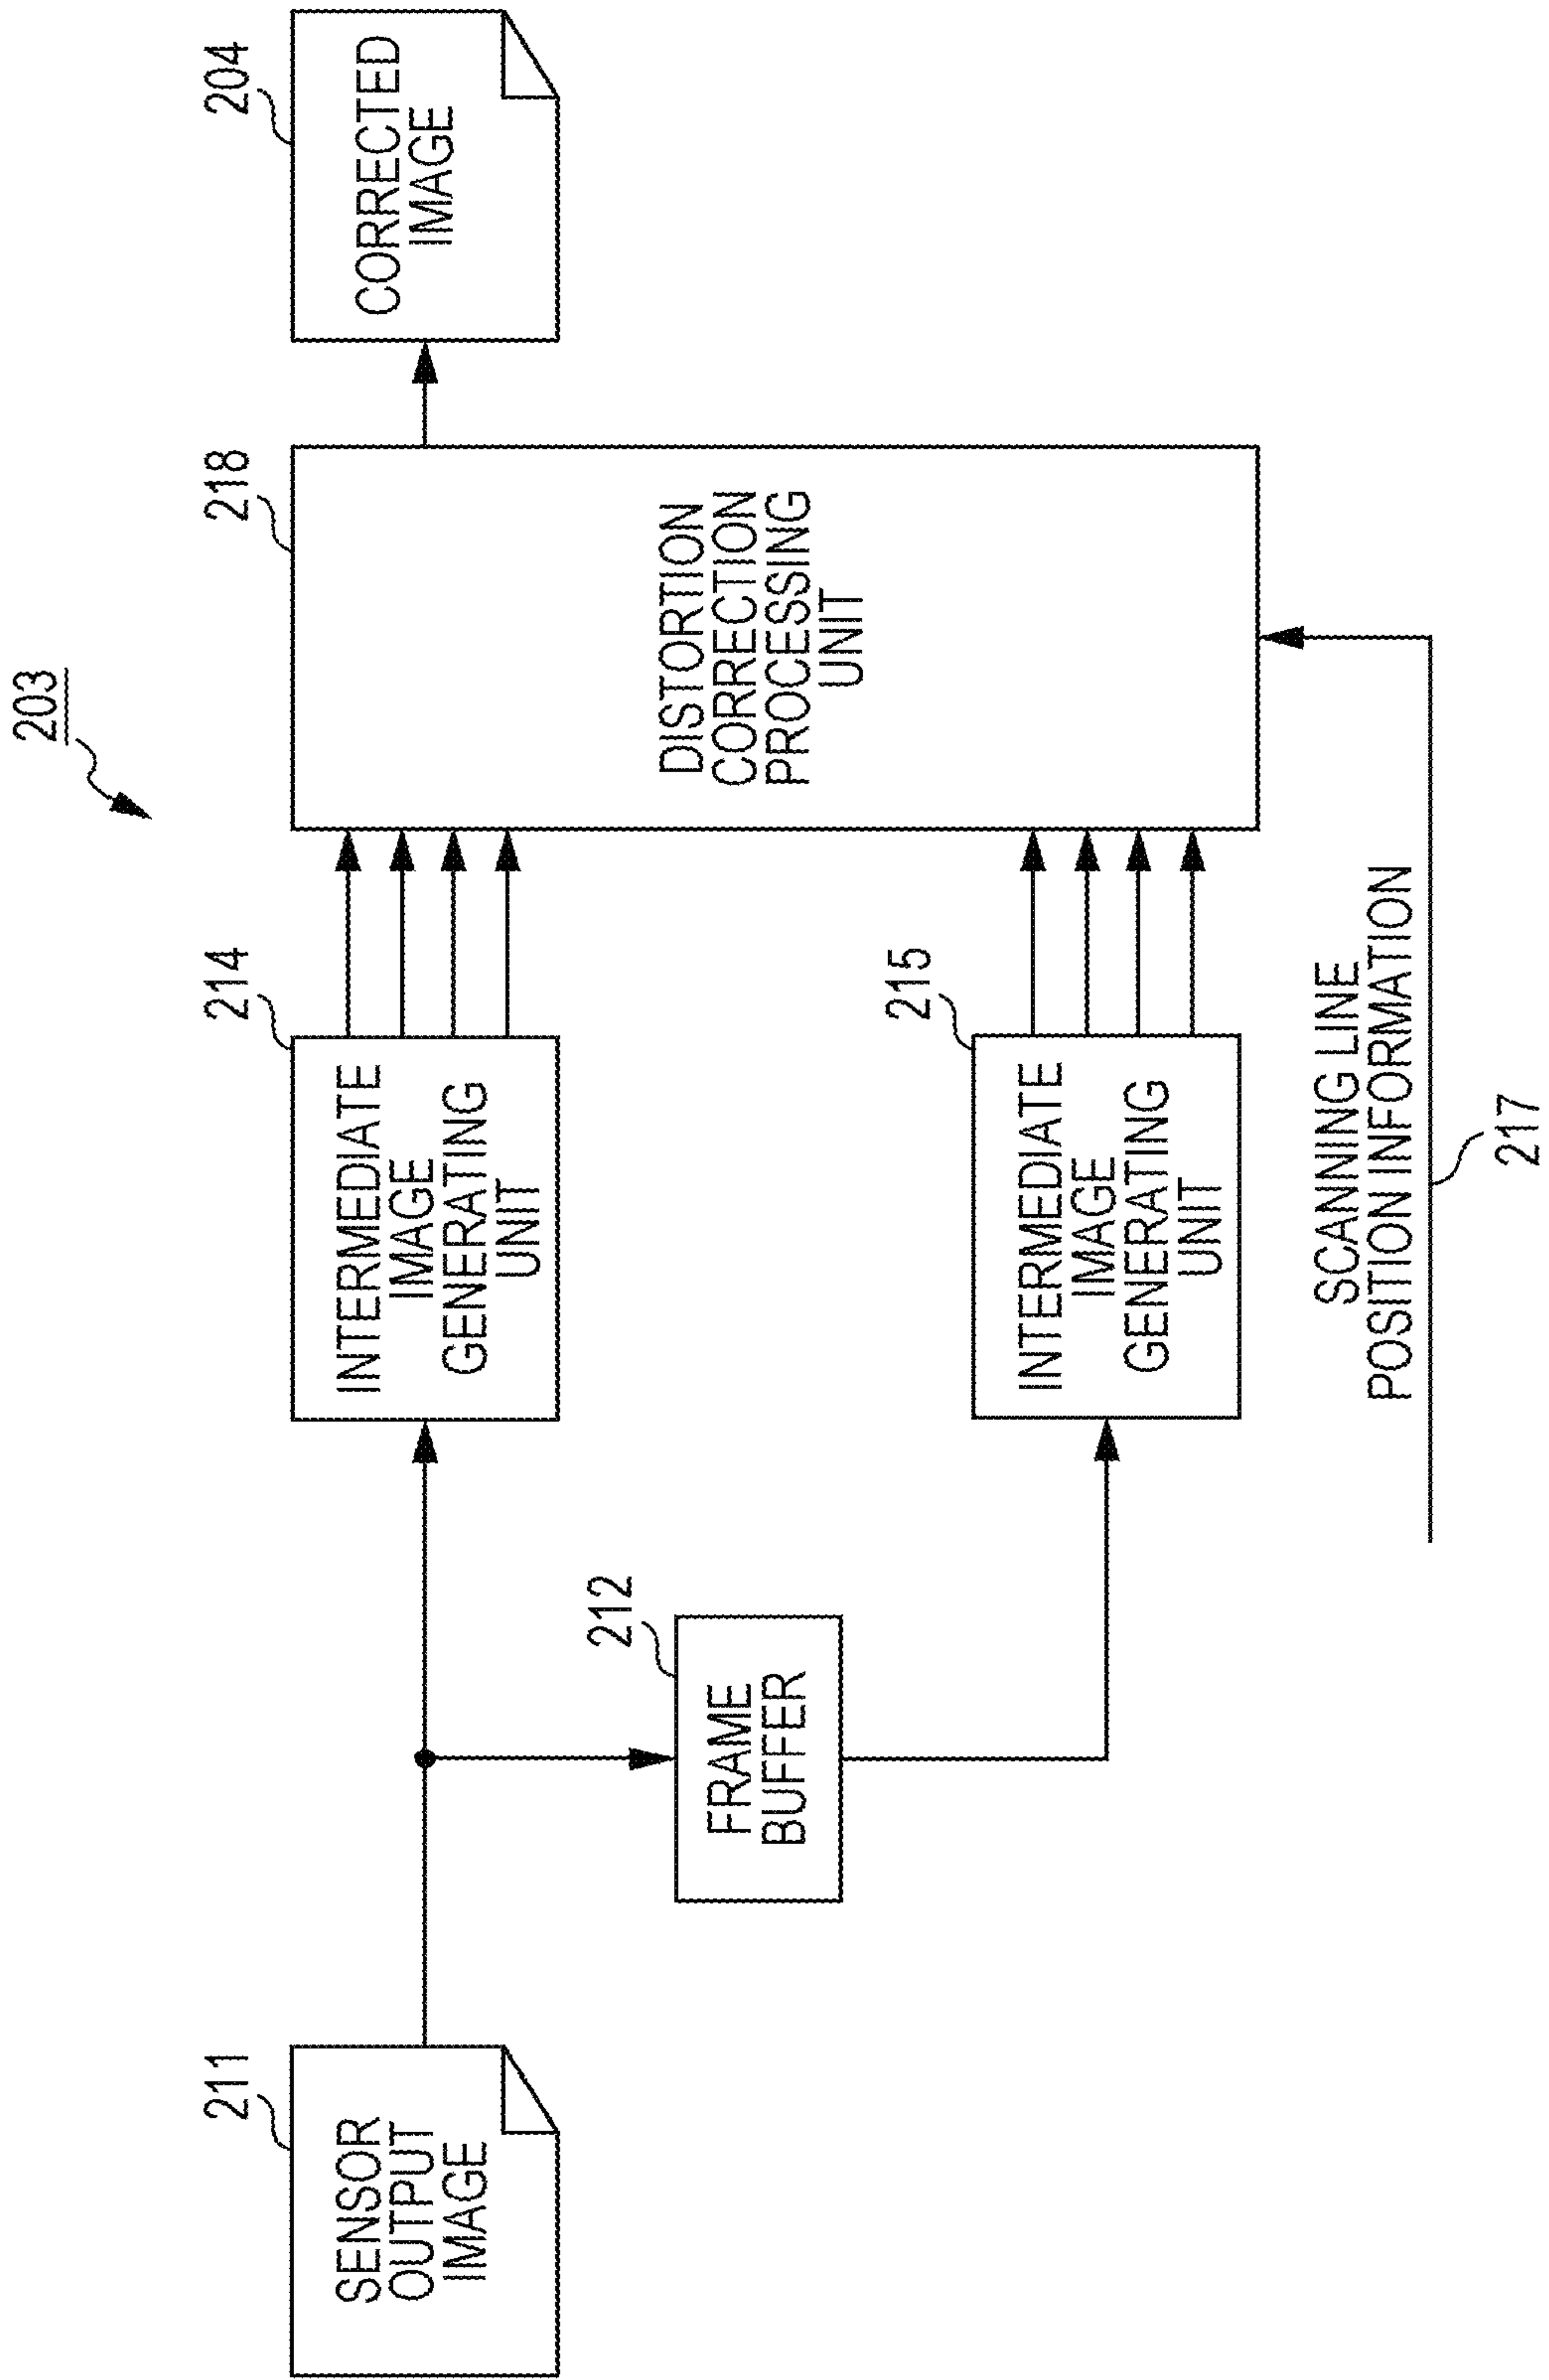 203
211
SENSOR
OUTPUT
IMAGE
212
FRAME
BUFFER
214
INTERMEDIATE
IMAGE
GENERATING
UNIT
215
INTERMEDIATE
IMAGE
GENERATING
UNIT
SCANNING LINE
POSITION INFORMATION
217
218
DISTORTION
CORRECTION
PROCESSING
UNIT
204
CORRECTED
IMAGE